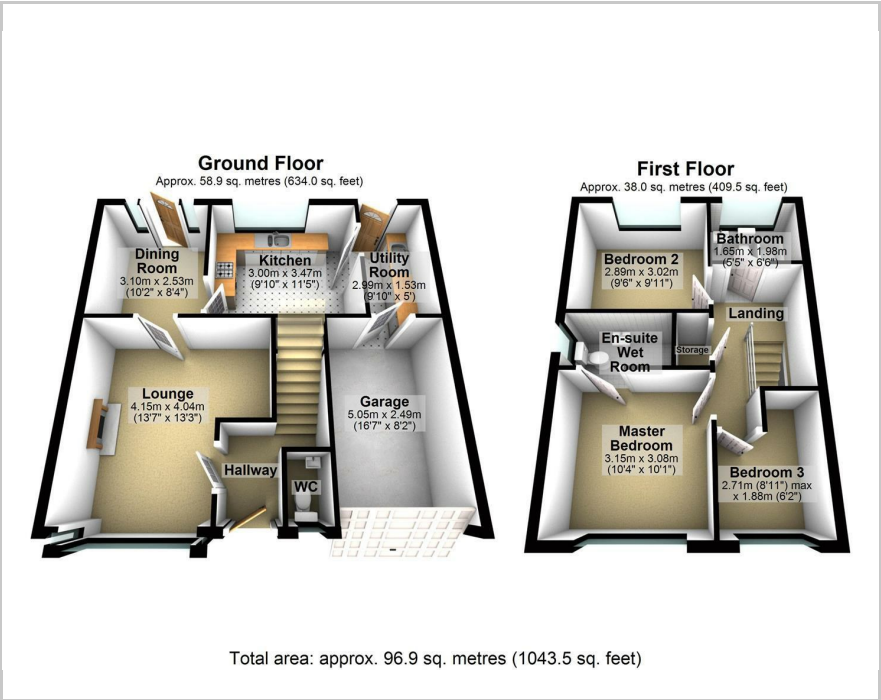 Ground Floor
Approx. 58.9 sq. metres (634.0 sq. feet)
Dining
Room
3.10m x 2.53m
(10'2" x 8'4")
Kitchen
3.00m x 3.47m
(9'10" x 11'5")
Utility
Room
2.99m x 1.53m
(9'10" x 5')
Lounge
4.15m x 4.04m
(13'7" x 13'3")
Garage
5.05m x 2.49m
(16'7" x 8'2")
Hallway
WC
First Floor
Approx. 38.0 sq. metres (409.5 sq. feet)
Bedroom 2
2.89m x 3.02m
(9'6" x 9'11")
Bathroom
1.65m x 1.98m
(5'5" x 6'6")
Landing
En-suite
Wet
Room
Storage
Master
Bedroom
3.15m x 3.08m
(10'4" x 10'1")
Bedroom 3
2.71m (8'11") max
x 1.88m (6'2")
Total area: approx. 96.9 sq. metres (1043.5 sq. feet)